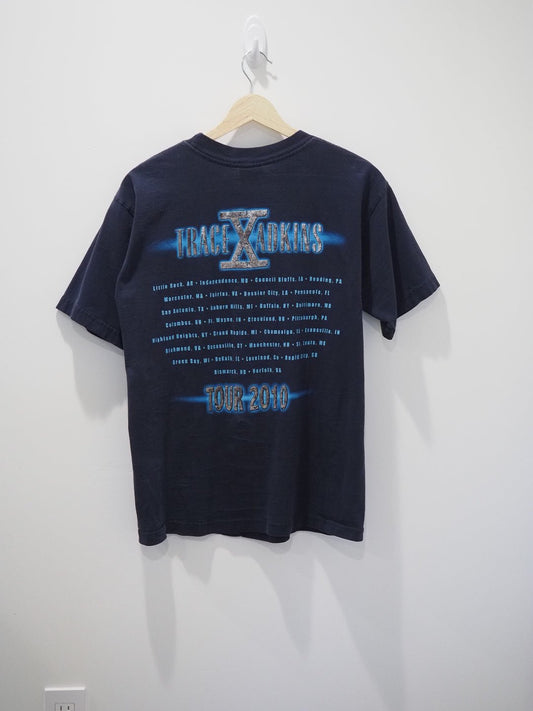 TRACE X ADKINS
Little Rock, AR • Independence, MO • Council Bluffs, IA • Reading, PA
Worcester, MA • Fairfax, VA • Bossier City, LA • Pensacola, FL
San Antonio, TX • Auburn Hills, MI • Buffalo, NY • Baltimore, MD
Columbus, OH • Ft. Wayne, IN • Cleveland, OH • Pittsburgh, PA
Highland Heights, KY • Grand Rapids, MI • Champaign, IL • Evansville, IN
Richmond, VA • Uncasville, CT • Manchester, NH • St. Louis, MO
Green Bay, WI • DeKalb, IL • Loveland, Co • Rapid City, SD
Bismarck, ND • Norfolk, VA
TOUR 2010